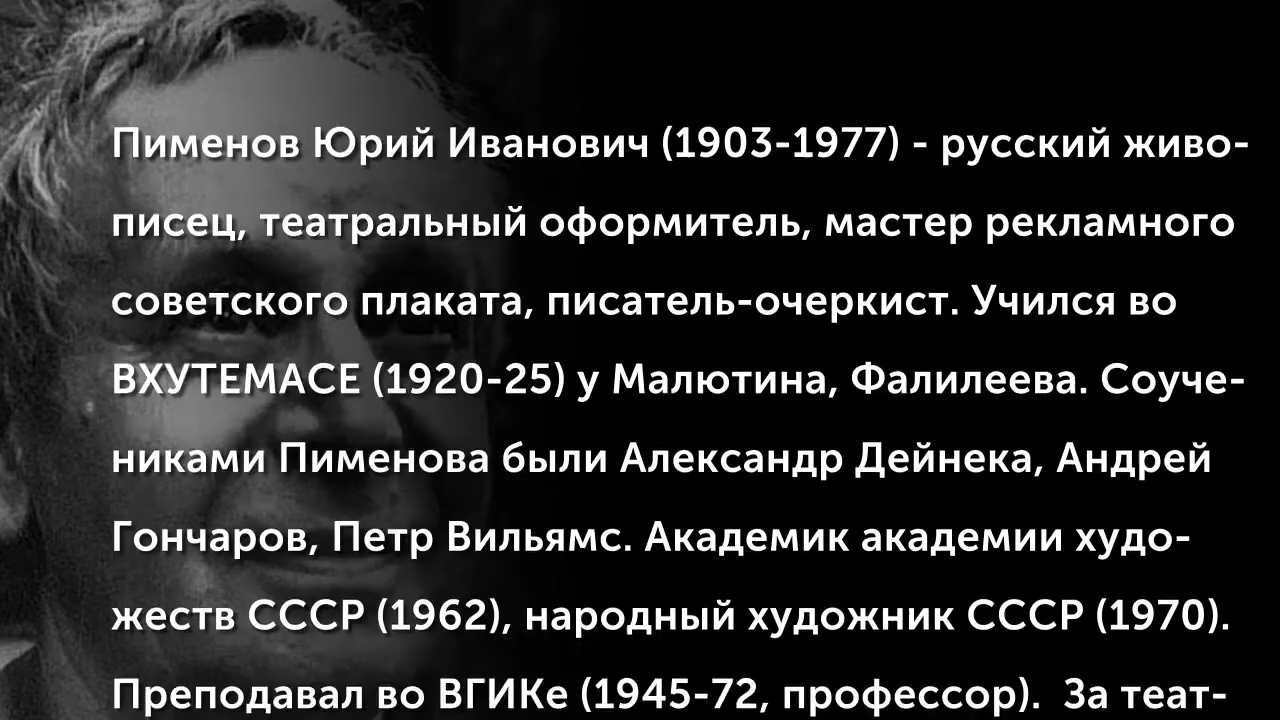 Пименов Юрий Иванович (1903-1977) - русский живо-
писец, театральный оформитель, мастер рекламного
советского плаката, писатель-очеркист. Учился во
ВХУТЕМАСЕ (1920-25) у Малютина, Фалилеева. Соуче-
никами Пименова были Александр Дейнека, Андрей
Гончаров, Петр Вильямс. Академик академии худо-
жеств СССР (1962), народный художник СССР (1970).
Преподавал во ВГИКе (1945-72, профессор).  За теат-